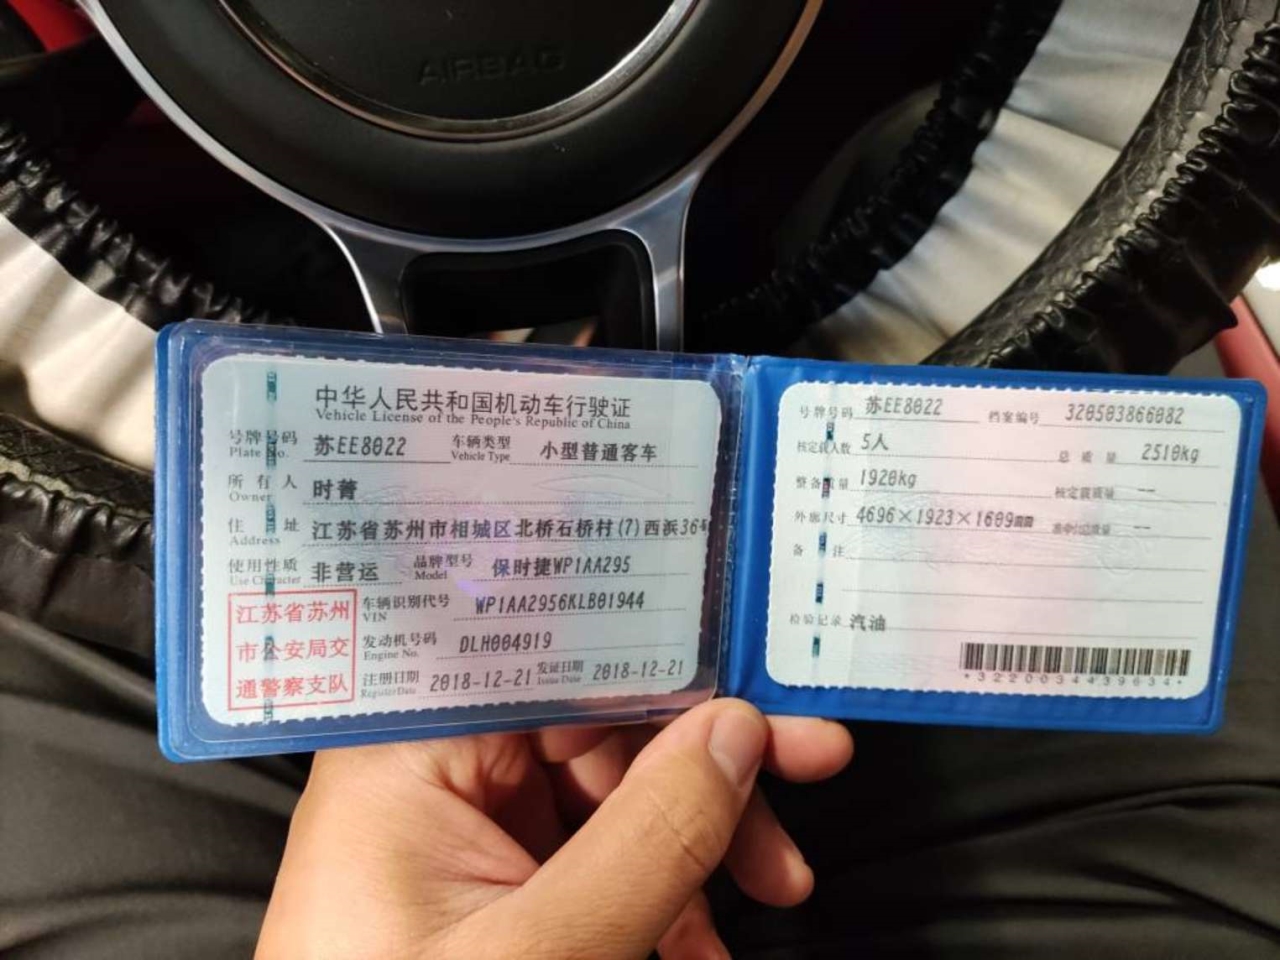 AIRBAG
中华人民共和国机动车行驶证
Vehicle License of the People's Republic of China
号牌号码 苏EE8022 车辆类型 小型普通客车
Plate No. Vehicle Type
所有人 时菁
Owner
住址 江苏省苏州市相城区北桥石桥村(7)西浜36号
Address
使用性质 非营运 品牌型号 保时捷WP1AA295
Use Character Model
江苏省苏州
市公安局交
通警察支队
车辆识别代号 WP1AA2956KLB01944
VIN
发动机号码 DLH004919
Engine No.
注册日期 2018-12-21 发证日期 2018-12-21
Register Date Issue Date
号牌号码 苏EE8022 档案编号 320503866082
核定载人数 5人 总质量 2510kg
整备质量 1920kg 核定载质量 --
外廓尺寸 4696×1923×1609mm 准牵引总质量 --
备注
检验记录 汽油
*3220034439634*